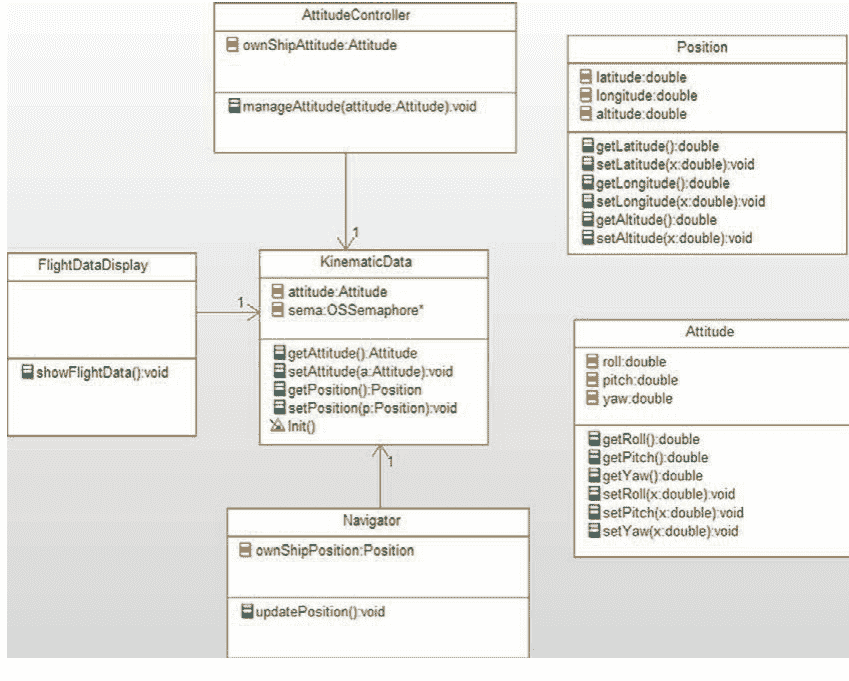 AttitudeController
ownShipAttitude:Attitude
manageAttitude(attitude:Attitude):void
Position
latitude:double
longitude:double
altitude:double
getLatitude():double
setLatitude(x:double):void
getLongitude():double
setLongitude(x:double):void
getAltitude():double
setAltitude(x:double):void
1
FlightDataDisplay
showFlightData():void
1
KinematicData
attitude:Attitude
sema:OSSemaphore*
getAttitude():Attitude
setAttitude(a:Attitude):void
getPosition():Position
setPosition(p:Position):void
Init()
Attitude
roll:double
pitch:double
yaw:double
getRoll():double
getPitch():double
getYaw():double
setRoll(x:double):void
setPitch(x:double):void
setYaw(x:double):void
1
Navigator
ownShipPosition:Position
updatePosition():void